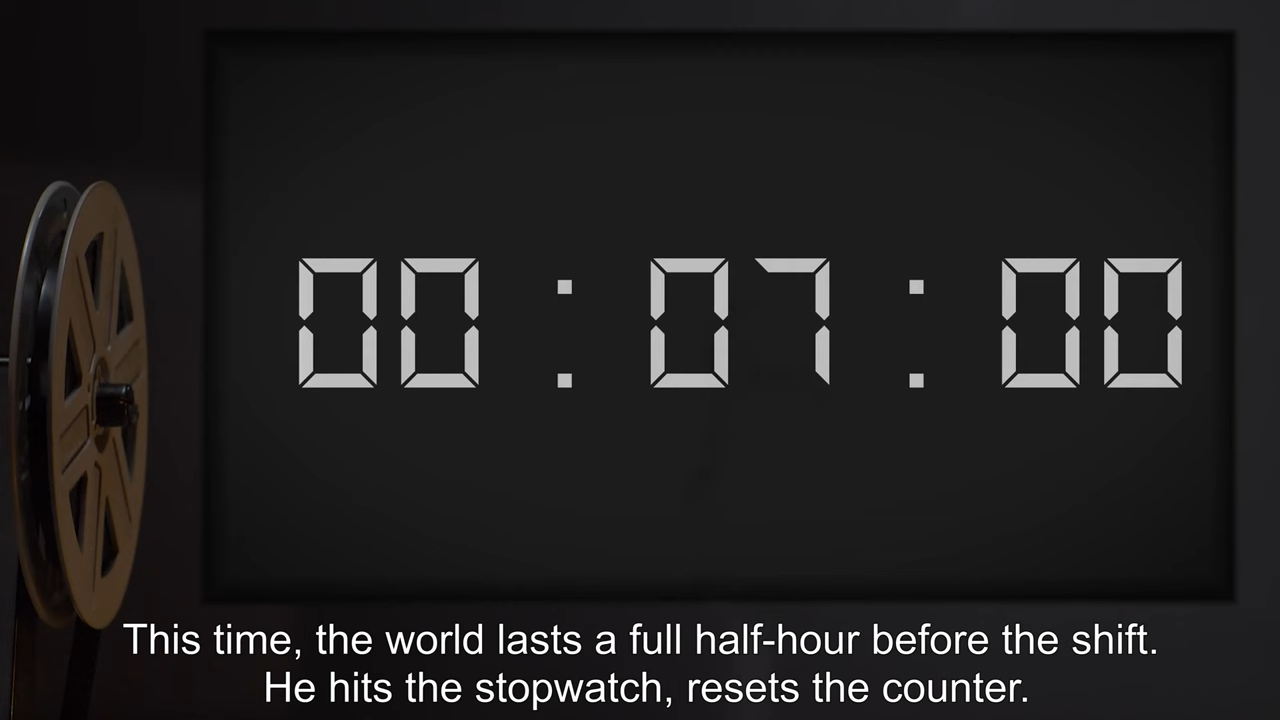 00:07:00
This time, the world lasts a full half-hour before the shift.
He hits the stopwatch, resets the counter.